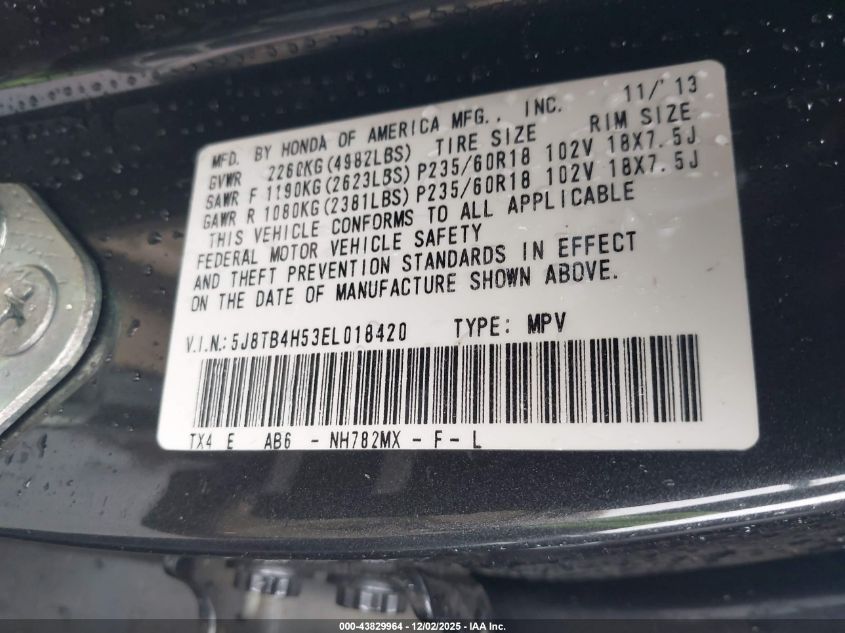 MFD. BY HONDA OF AMERICA MFG., INC. 11/'13
GVWR 2260KG(4982LBS) TIRE SIZE RIM SIZE
GAWR F 1190KG(2623LBS) P235/60R18 102V 18X7.5J
GAWR R 1080KG(2381LBS) P235/60R18 102V 18X7.5J
THIS VEHICLE CONFORMS TO ALL APPLICABLE
FEDERAL MOTOR VEHICLE SAFETY
AND THEFT PREVENTION STANDARDS IN EFFECT
ON THE DATE OF MANUFACTURE SHOWN ABOVE.
V.I.N.: 5J8TB4H53EL018420 TYPE: MPV
TX4 E AB6 - NH782MX - F - L
000-43829964 * 12/02/2025 - IAA Inc.